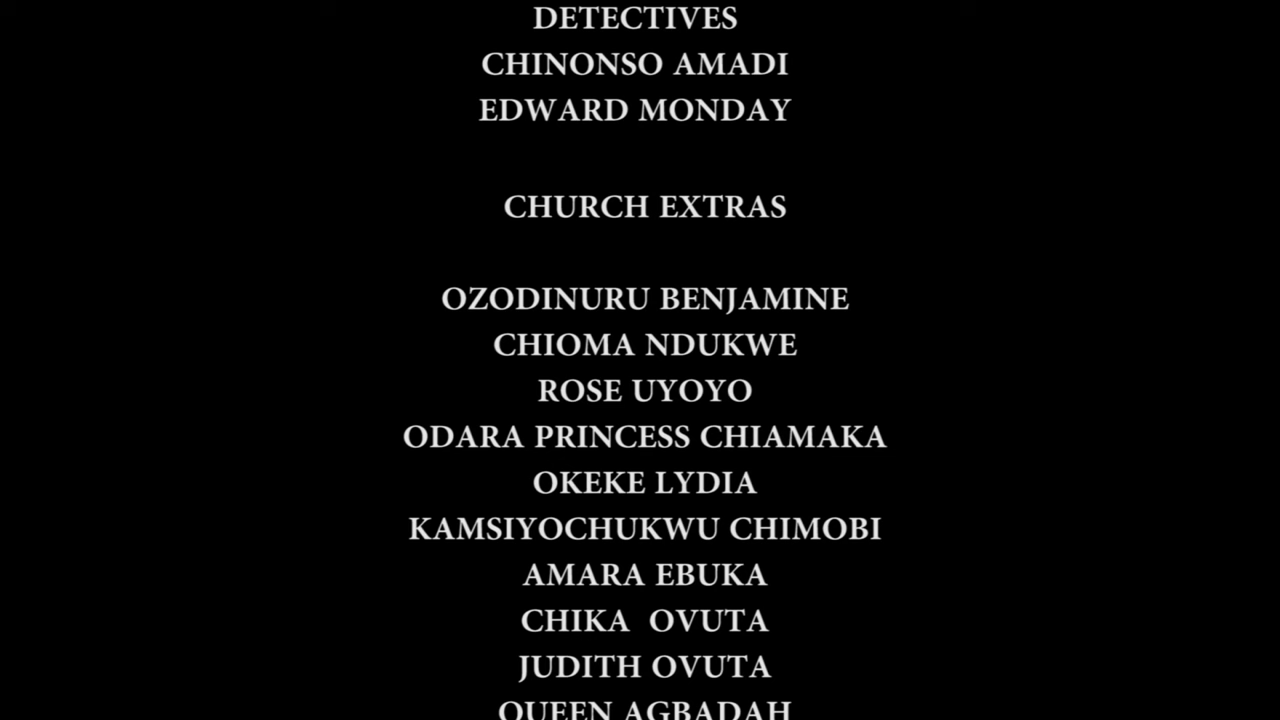 DETECTIVES
CHINONSO AMADI
EDWARD MONDAY
CHURCH EXTRAS
OZODINURU BENJAMINE
CHIOMA NDUKWE
ROSE UYOYO
ODARA PRINCESS CHIAMAKA
OKEKE LYDIA
KAMSIYOCHUKWU CHIMOBI
AMARA EBUKA
CHIKA OVUTA
JUDITH OVUTA
QUEEN AGBADAH